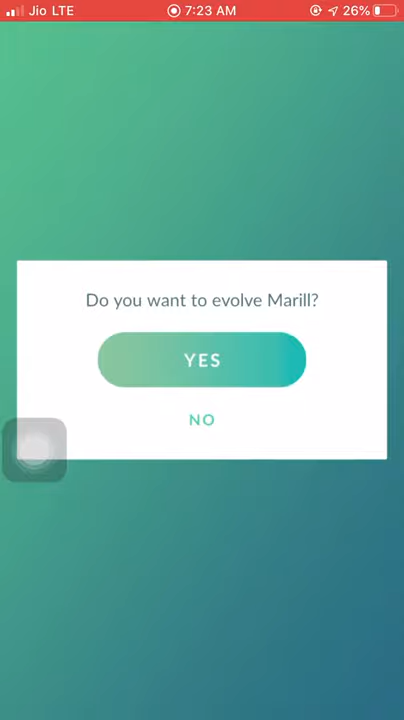 Jio LTE 7:23 AM 26%
Do you want to evolve Marill?
YES
NO